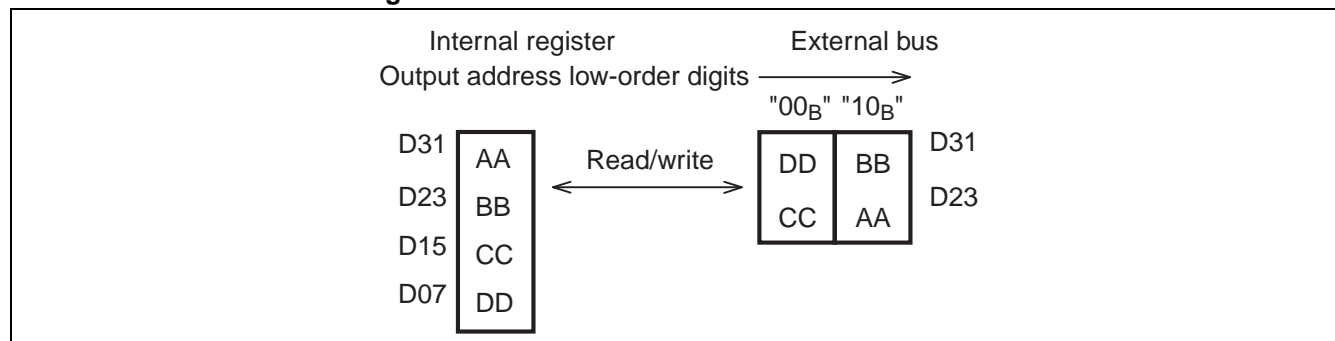 Internal register External bus
Output address low-order digits
"00B" "10B"
D31 AA Read/write DD BB D31
D23 BB CC AA D23
D15 CC
D07 DD